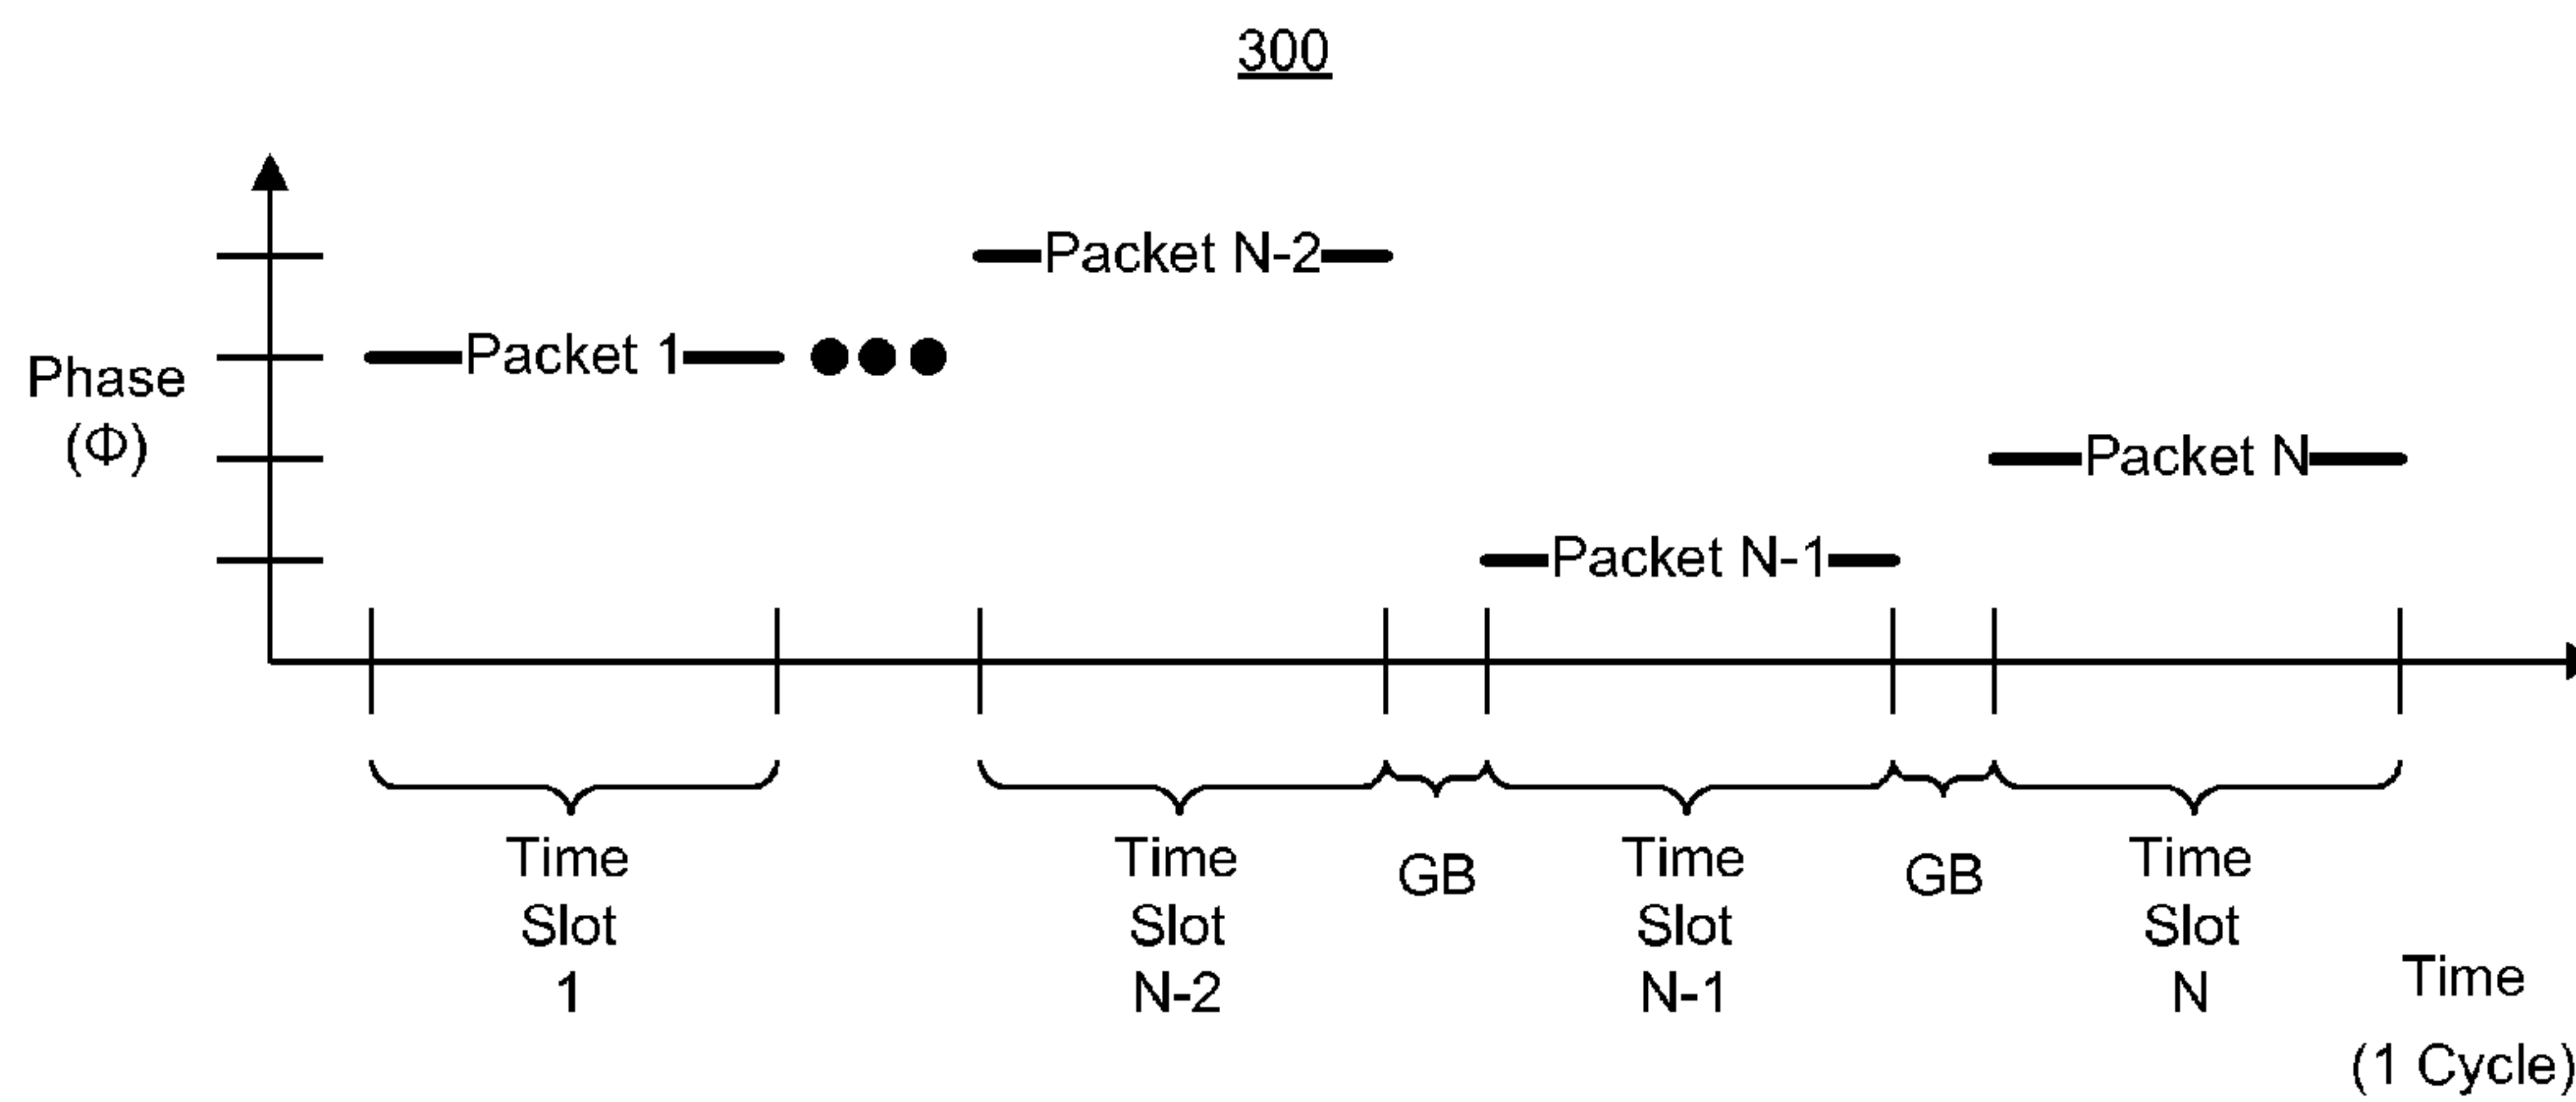 300
Packet N-2
Packet 1
Phase
(Φ)
Packet N
Packet N-1
Time
Slot
1
Time
Slot
N-2
GB
Time
Slot
N-1
GB
Time
Slot
N
Time
(1 Cycle)